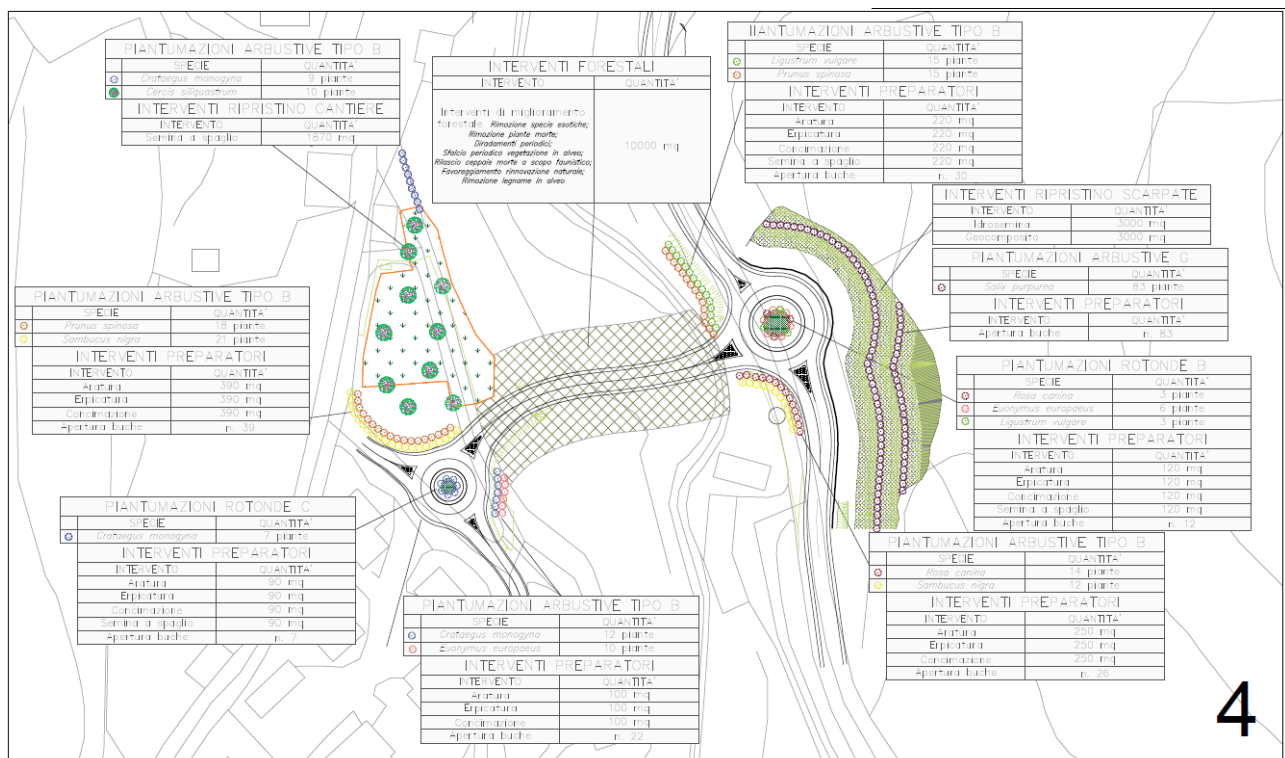 PIANTUMAZIONI ARBUSTIVE TIPO B
SPECIE QUANTITA'
Crataegus monogyna 9 piante
Cercis siliquastrum 10 piante
INTERVENTI RIPRISTINO CANTIERE
INTERVENTO QUANTITA'
Semina a spaglio 1870 mq
INTERVENTI FORESTALI
INTERVENTO QUANTITA'
Interventi di miglioramento
forestale Rimozione specie esotiche;
Rimozione piante morte;
Diradamenti periodici;
Sfalcio periodico vegetazione in alveo;
Rilascio ceppaie morte a scopo faunistico;
Favoreggiamento rinnovazione naturale;
Rimozione legname in alveo
10000 mq
IIANTUMAZIONI ARBUSTIVE TIPO B
SPECIE QUANTITA'
Ligustrum vulgare 15 piante
Prunus spinosa 15 piante
INTERVENTI PREPARATORI
INTERVENTO QUANTITA'
Aratura 220 mq
Erpicatura 220 mq
Concimazione 220 mq
Semina a spaglio 220 mq
Apertura buche n. 30
INTERVENTI RIPRISTINO SCARPATE
INTERVENTO QUANTITA'
Idrosemina 3000 mq
Geocomposito 3000 mq
PIANTUMAZIONI ARBUSTIVE G
SPECIE QUANTITA'
Salix purpurea 83 piante
INTERVENTI PREPARATORI
INTERVENTO QUANTITA'
Apertura buche n. 83
PIANTUMAZIONI ARBUSTIVE TIPO B
SPECIE QUANTITA'
Prunus spinosa 18 piante
Sambucus nigra 21 piante
INTERVENTI PREPARATORI
INTERVENTO QUANTITA'
Aratura 390 mq
Erpicatura 390 mq
Concimazione 390 mq
Apertura buche n. 39
PIANTUMAZIONI ROTONDE B
SPECIE QUANTITA'
Rosa canina 3 piante
Euonymus europaeus 6 piante
Ligustrum vulgare 3 piante
INTERVENTI PREPARATORI
INTERVENTO QUANTITA'
Aratura 120 mq
Erpicatura 120 mq
Concimazione 120 mq
Semina a spaglio 120 mq
Apertura buche n. 12
PIANTUMAZIONI ROTONDE C
SPECIE QUANTITA'
Crataegus monogyna 7 piante
INTERVENTI PREPARATORI
INTERVENTO QUANTITA'
Aratura 90 mq
Erpicatura 90 mq
Concimazione 90 mq
Semina a spaglio 90 mq
Apertura buche n. 7
PIANTUMAZIONI ARBUSTIVE TIPO B
SPECIE QUANTITA'
Rosa canina 14 piante
Sambucus nigra 12 piante
INTERVENTI PREPARATORI
INTERVENTO QUANTITA'
Aratura 250 mq
Erpicatura 250 mq
Concimazione 250 mq
Apertura buche n. 26
PIANTUMAZIONI ARBUSTIVE TIPO B
SPECIE QUANTITA'
Crataegus monogyna 12 piante
Euonymus europaeus 10 piante
INTERVENTI PREPARATORI
INTERVENTO QUANTITA'
Aratura 100 mq
Erpicatura 100 mq
Concimazione 100 mq
Apertura buche n. 22
4